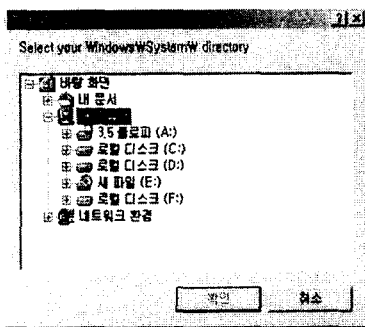 Select your Windows₩System₩ directory
바탕 화면
내 문서
3.5 플로피 (A:)
로컬 디스크 (C:)
로컬 디스크 (D:)
새 파일 (E:)
로컬 디스크 (F:)
네트워크 환경
확인 취소